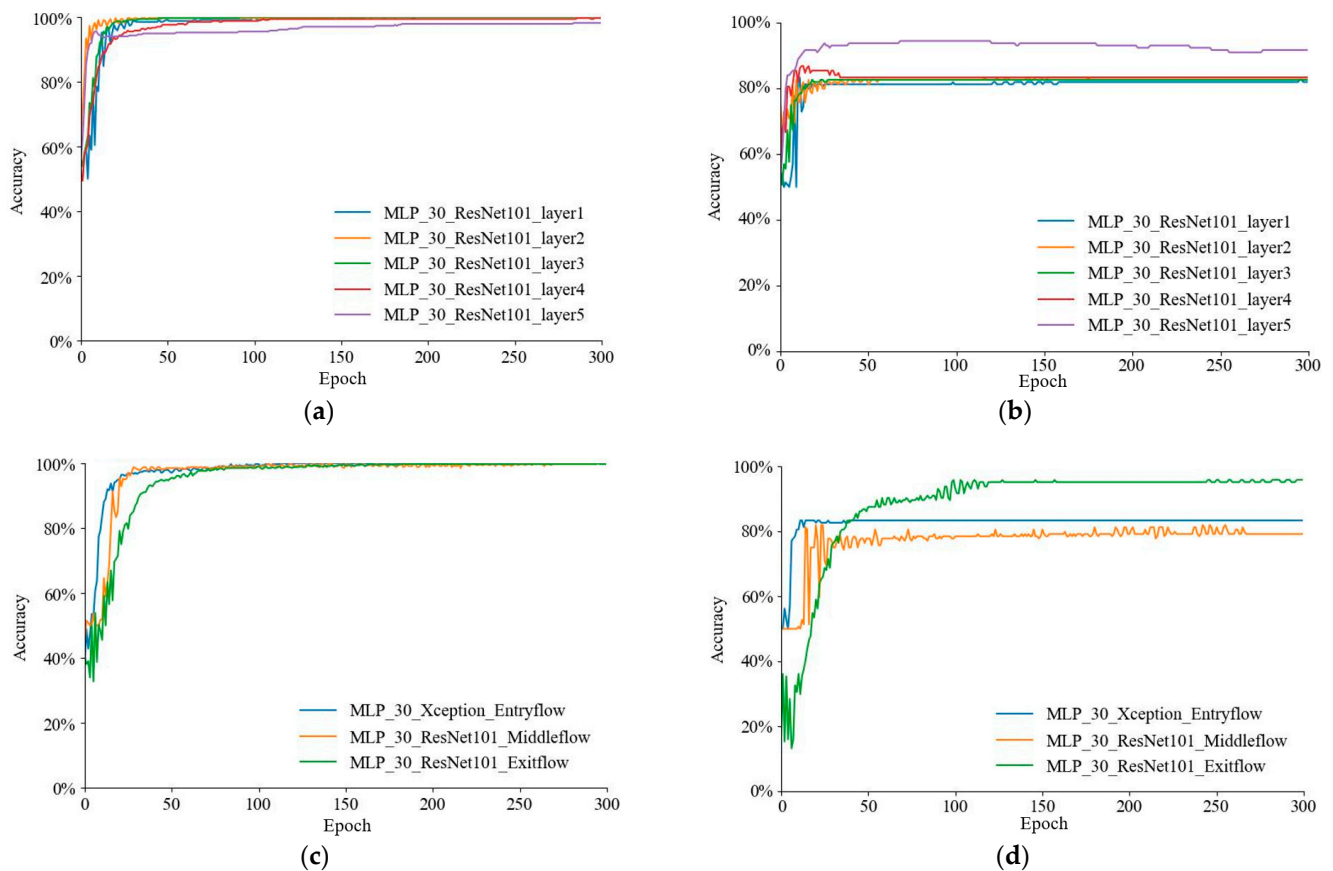 100%
80%
60%
40%
20%
0%
Accuracy
MLP_30_ResNet101_layer1
MLP_30_ResNet101_layer2
MLP_30_ResNet101_layer3
MLP_30_ResNet101_layer4
MLP_30_ResNet101_layer5
0 50 100 150 200 250 300
Epoch
(a)
100%
80%
60%
40%
20%
0%
Accuracy
MLP_30_ResNet101_layer1
MLP_30_ResNet101_layer2
MLP_30_ResNet101_layer3
MLP_30_ResNet101_layer4
MLP_30_ResNet101_layer5
0 50 100 150 200 250 300
Epoch
(b)
100%
80%
60%
40%
20%
0%
Accuracy
MLP_30_Xception_Entryflow
MLP_30_ResNet101_Middleflow
MLP_30_ResNet101_Exitflow
0 50 100 150 200 250 300
Epoch
(c)
100%
80%
60%
40%
20%
0%
Accuracy
MLP_30_Xception_Entryflow
MLP_30_ResNet101_Middleflow
MLP_30_ResNet101_Exitflow
0 50 100 150 200 250 300
Epoch
(d)